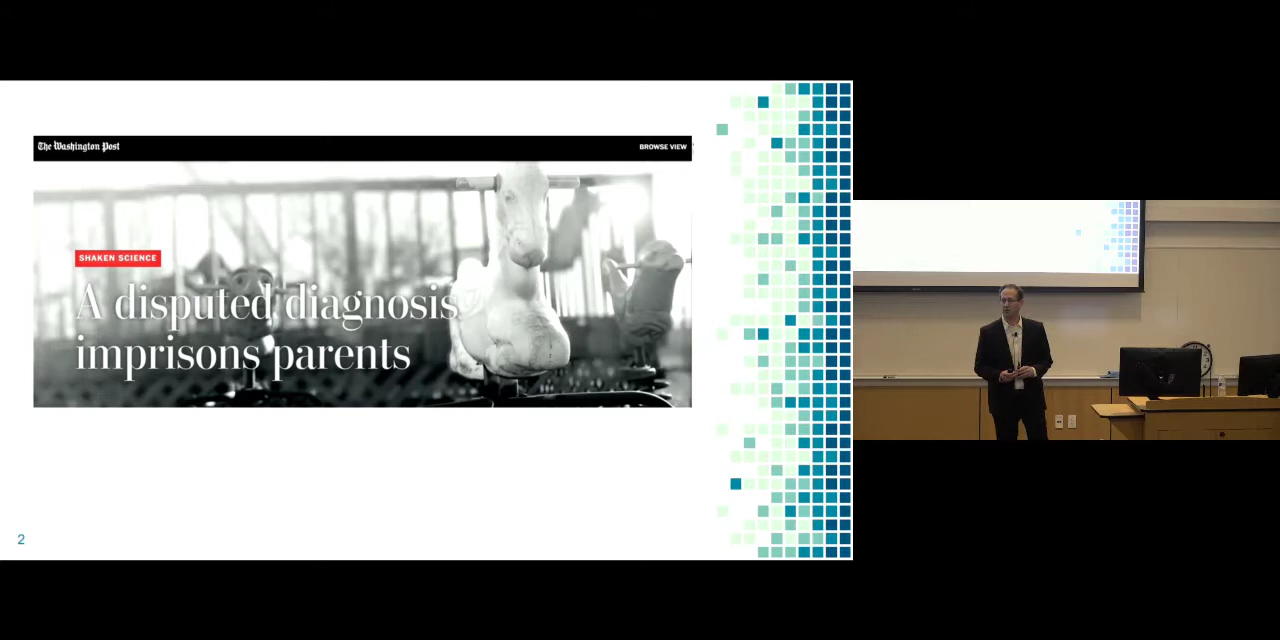 The Washington Post
BROWSE VIEW
SHAKEN SCIENCE
A disputed diagnosis
imprisons parents
2